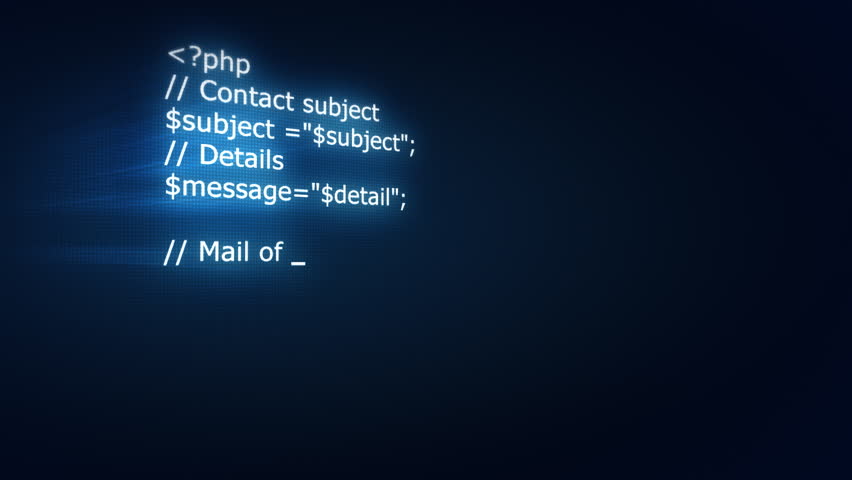 <?php
// Contact subject
$subject ="$subject";
// Details
$message="$detail";
// Mail of _